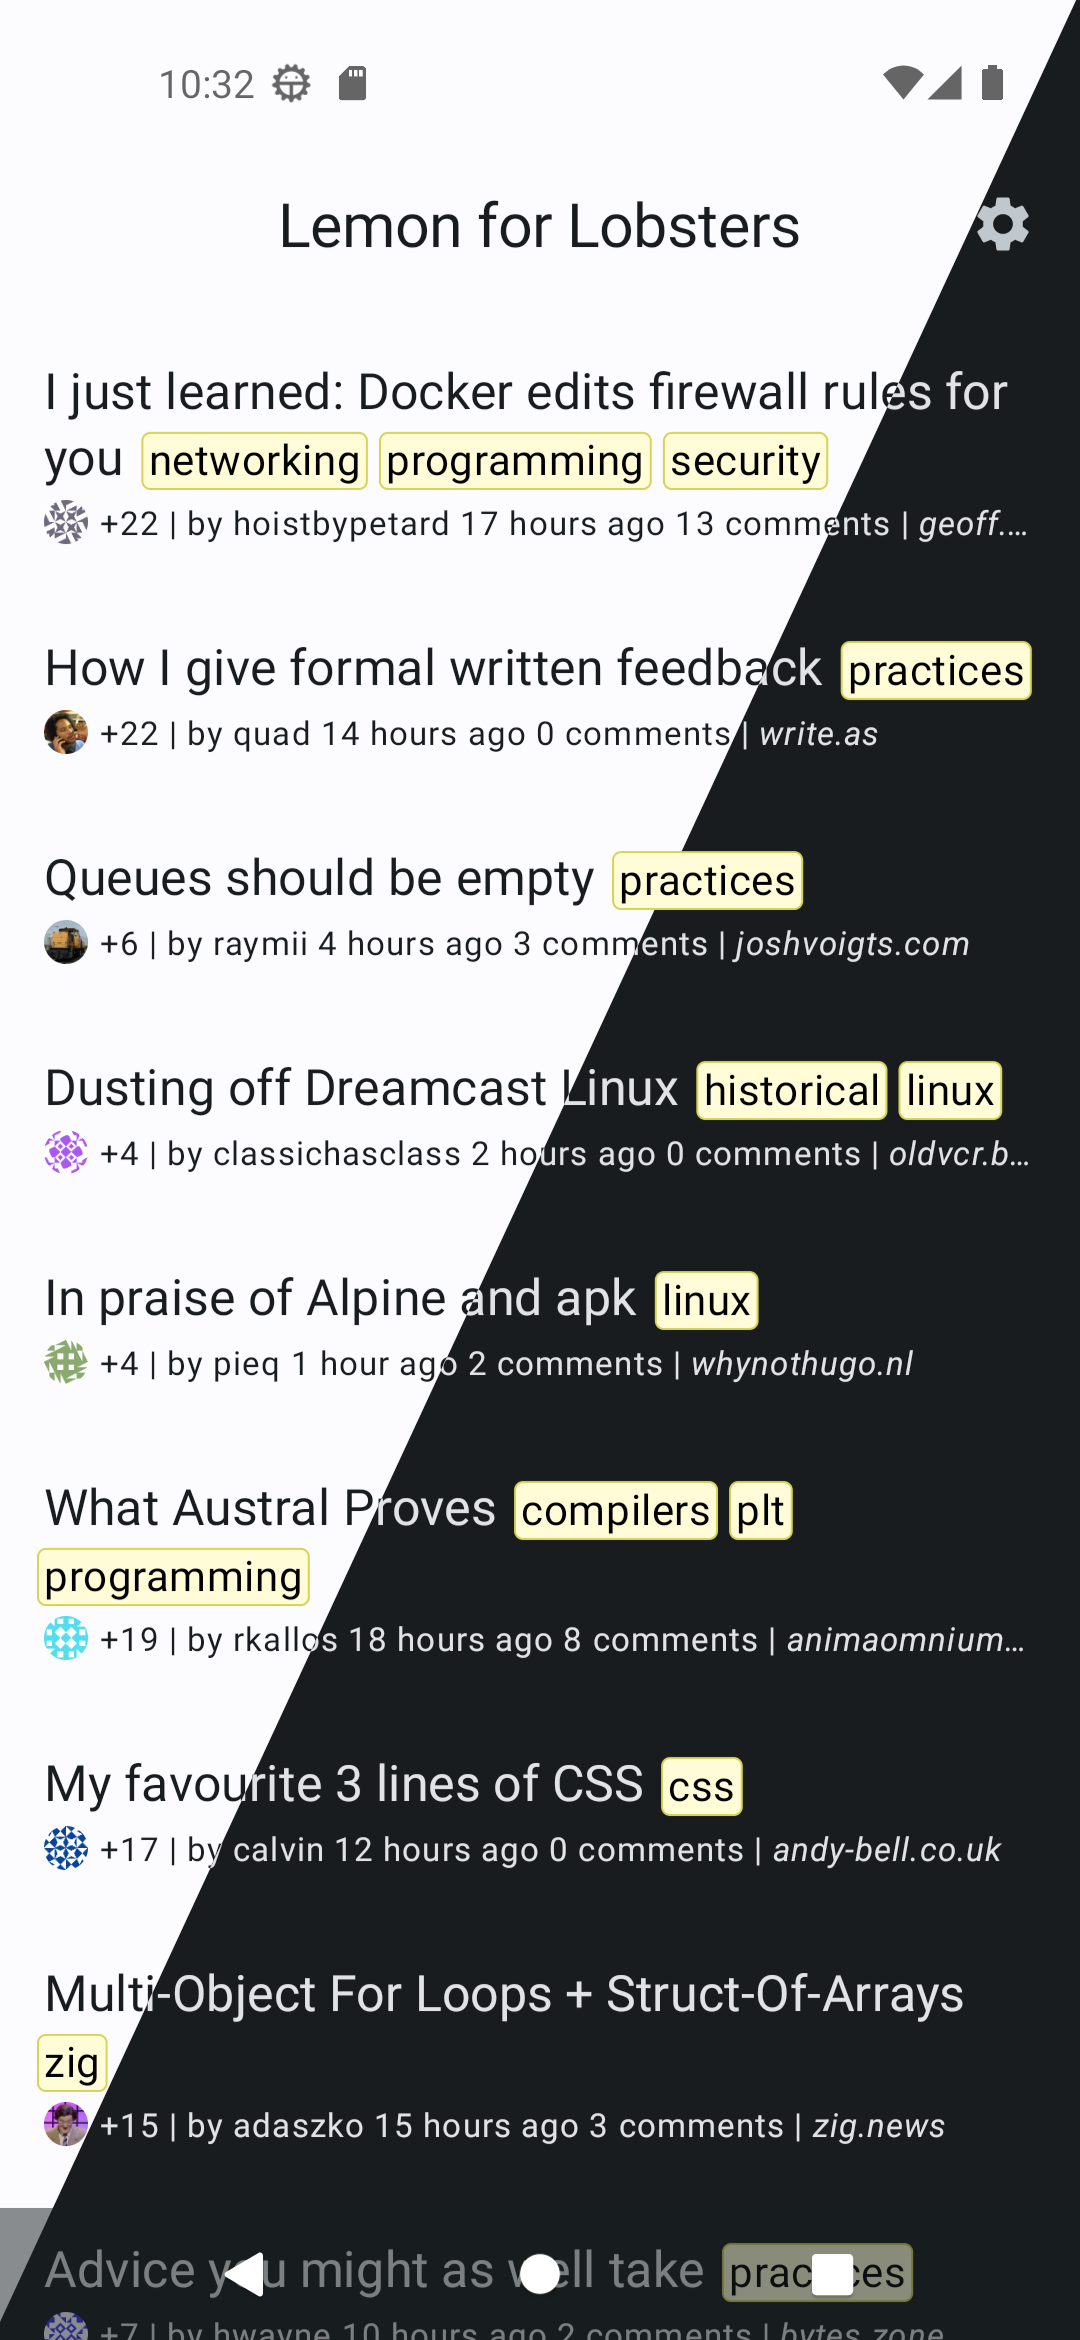 10:32
Lemon for Lobsters
I just learned: Docker edits firewall rules for
you networking programming security
+22 | by hoistbypetard 17 hours ago 13 comments | geoff.…
How I give formal written feedback practices
+22 | by quad 14 hours ago 0 comments | write.as
Queues should be empty practices
+6 | by raymii 4 hours ago 3 comments | joshvoigts.com
Dusting off Dreamcast Linux historical linux
+4 | by classichasclass 2 hours ago 0 comments | oldvcr.b…
In praise of Alpine and apk linux
+4 | by pieq 1 hour ago 2 comments | whynothugo.nl
What Austral Proves compilers plt
programming
+19 | by rkallos 18 hours ago 8 comments | animaomnium…
My favourite 3 lines of CSS css
+17 | by calvin 12 hours ago 0 comments | andy-bell.co.uk
Multi-Object For Loops + Struct-Of-Arrays
zig
+15 | by adaszko 15 hours ago 3 comments | zig.news
Advice you might as well take practices
+7 | by hwayne 10 hours ago 2 comments | bytes.zone